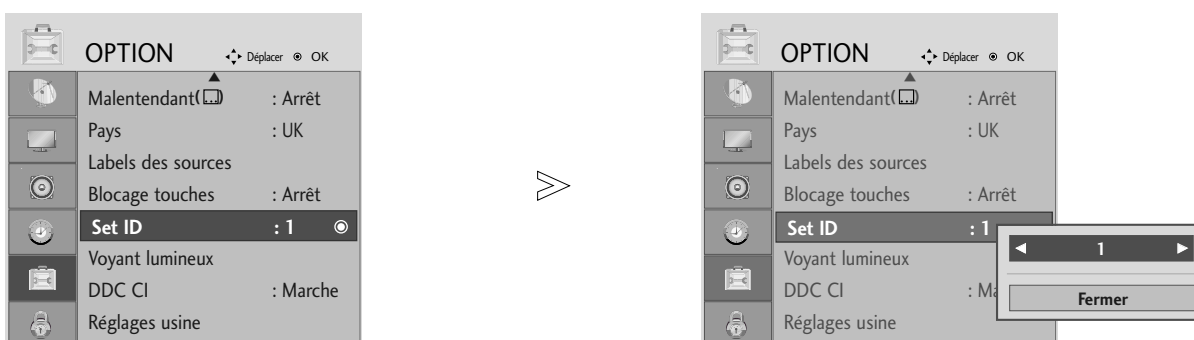 OPTION Déplacer OK
Malentendant( ) : Arrêt
Pays : UK
Labels des sources
Blocage touches : Arrêt
Set ID : 1
Voyant lumineux
DDC CI : Marche
Réglages usine
OPTION Déplacer OK
Malentendant( ) : Arrêt
Pays : UK
Labels des sources
Blocage touches : Arrêt
Set ID : 1
Voyant lumineux
DDC CI : Ma
Réglages usine
1
Fermer